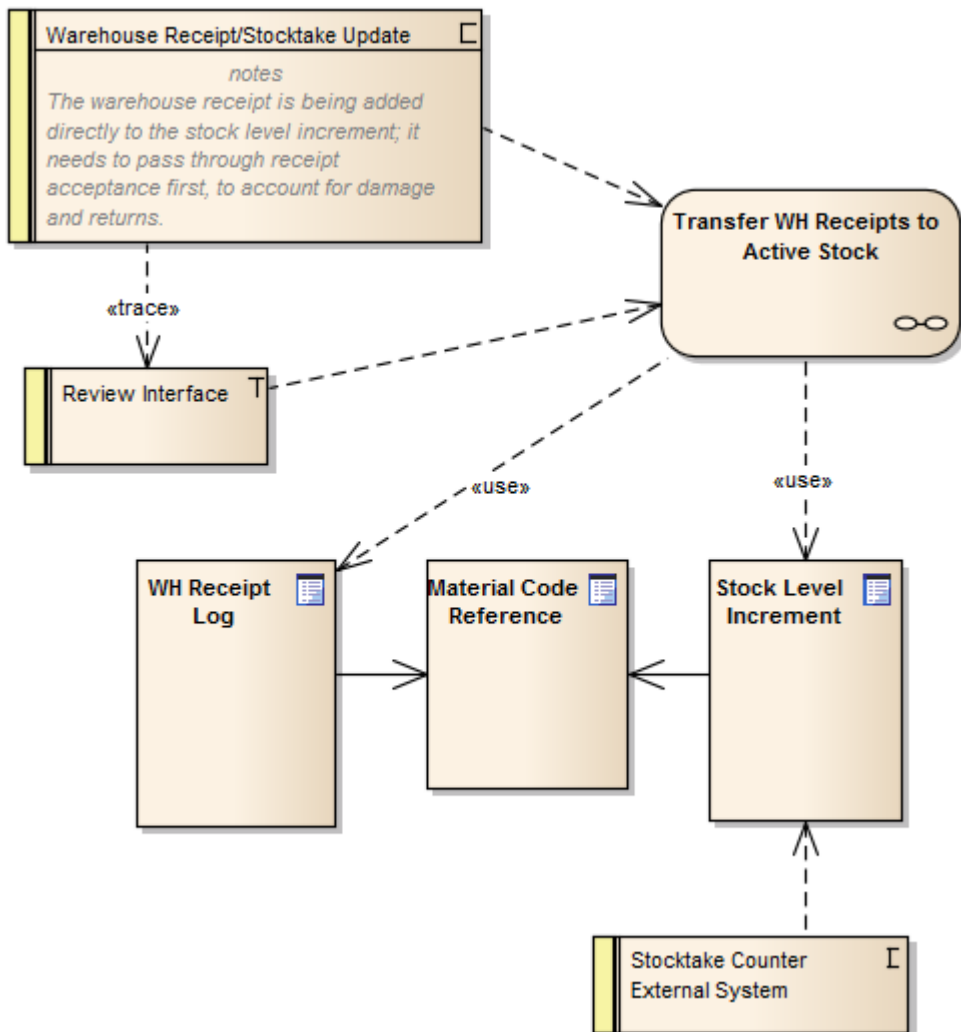 Warehouse Receipt/Stocktake Update
notes
The warehouse receipt is being added
directly to the stock level increment; it
needs to pass through receipt
acceptance first, to account for damage
and returns.
Transfer WH Receipts to
Active Stock
«trace»
Review Interface
«use»
«use»
WH Receipt
Log
Material Code
Reference
Stock Level
Increment
Stocktake Counter
External System